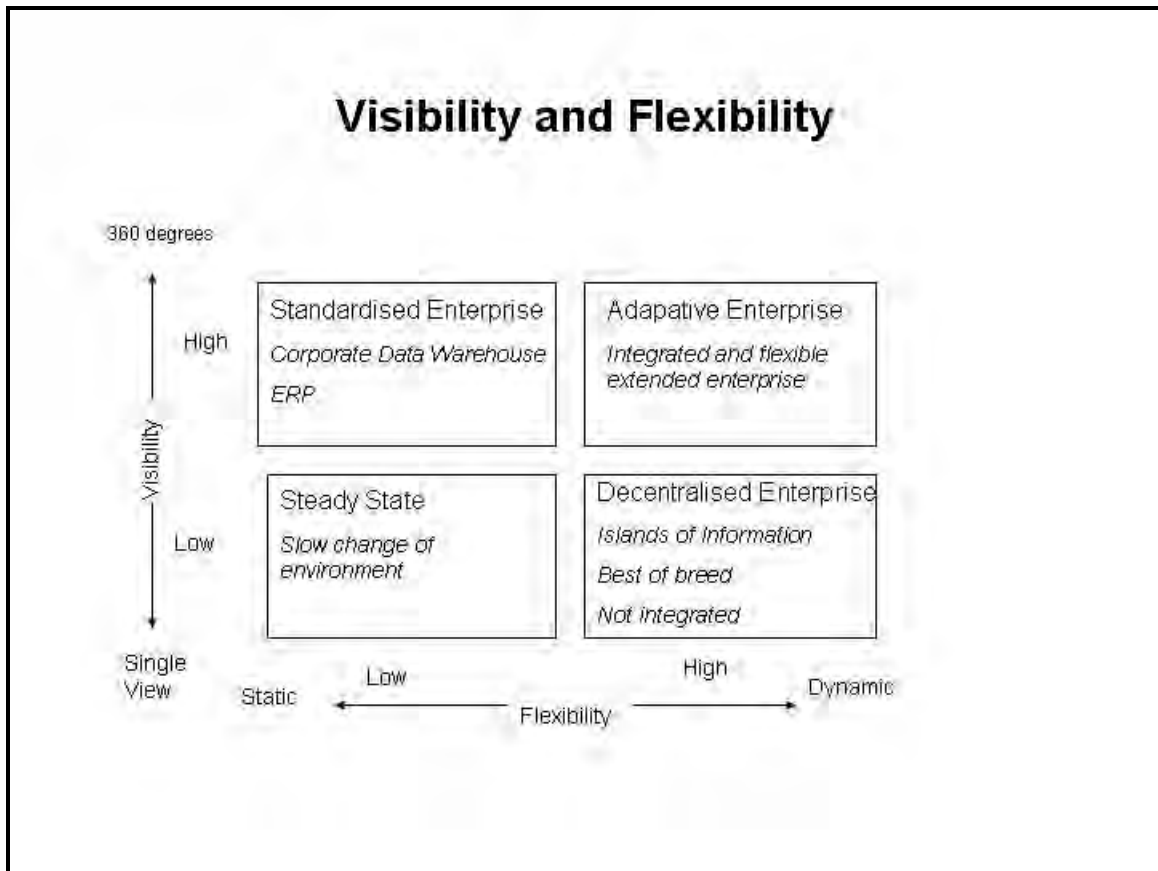 Visibility and Flexibility
360 degrees
High
Visibility
Low
Single
View
Standardised Enterprise
Corporate Data Warehouse
ERP
Adapative Enterprise
Integrated and flexible
extended enterprise
Steady State
Slow change of
environment
Decentralised Enterprise
Islands of Information
Best of breed
Not integrated
Static
Low
Flexibility
High
Dynamic